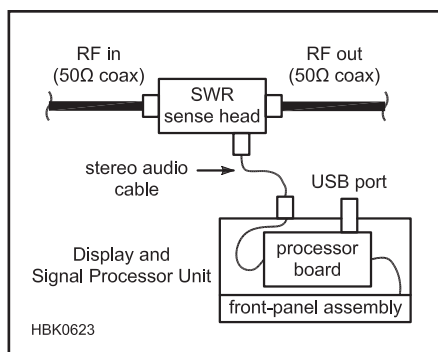 RF in
(50Ω coax)
RF out
(50Ω coax)
SWR
sense head
stereo audio
cable
USB port
Display and
Signal Processor Unit
processor
board
front-panel assembly
HBK0623